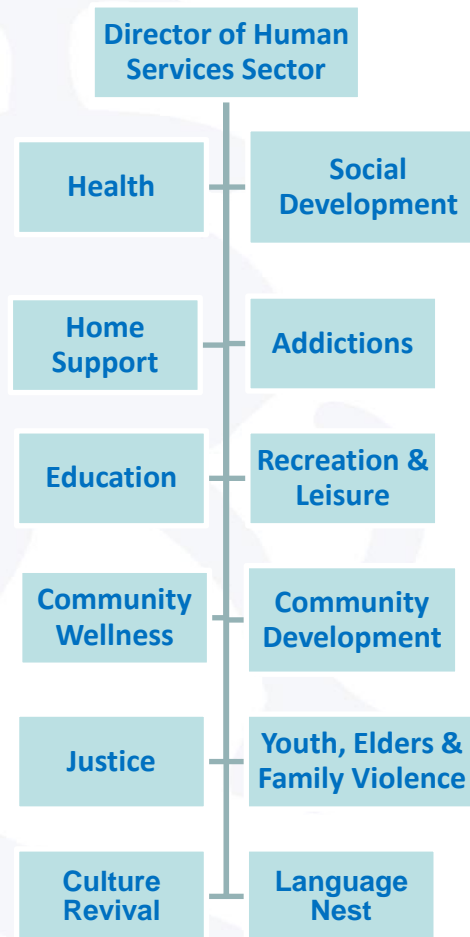 Director of Human
Services Sector
Health
Social
Development
Home
Support
Addictions
Education
Recreation &
Leisure
Community
Wellness
Community
Development
Justice
Youth, Elders &
Family Violence
Culture
Revival
Language
Nest